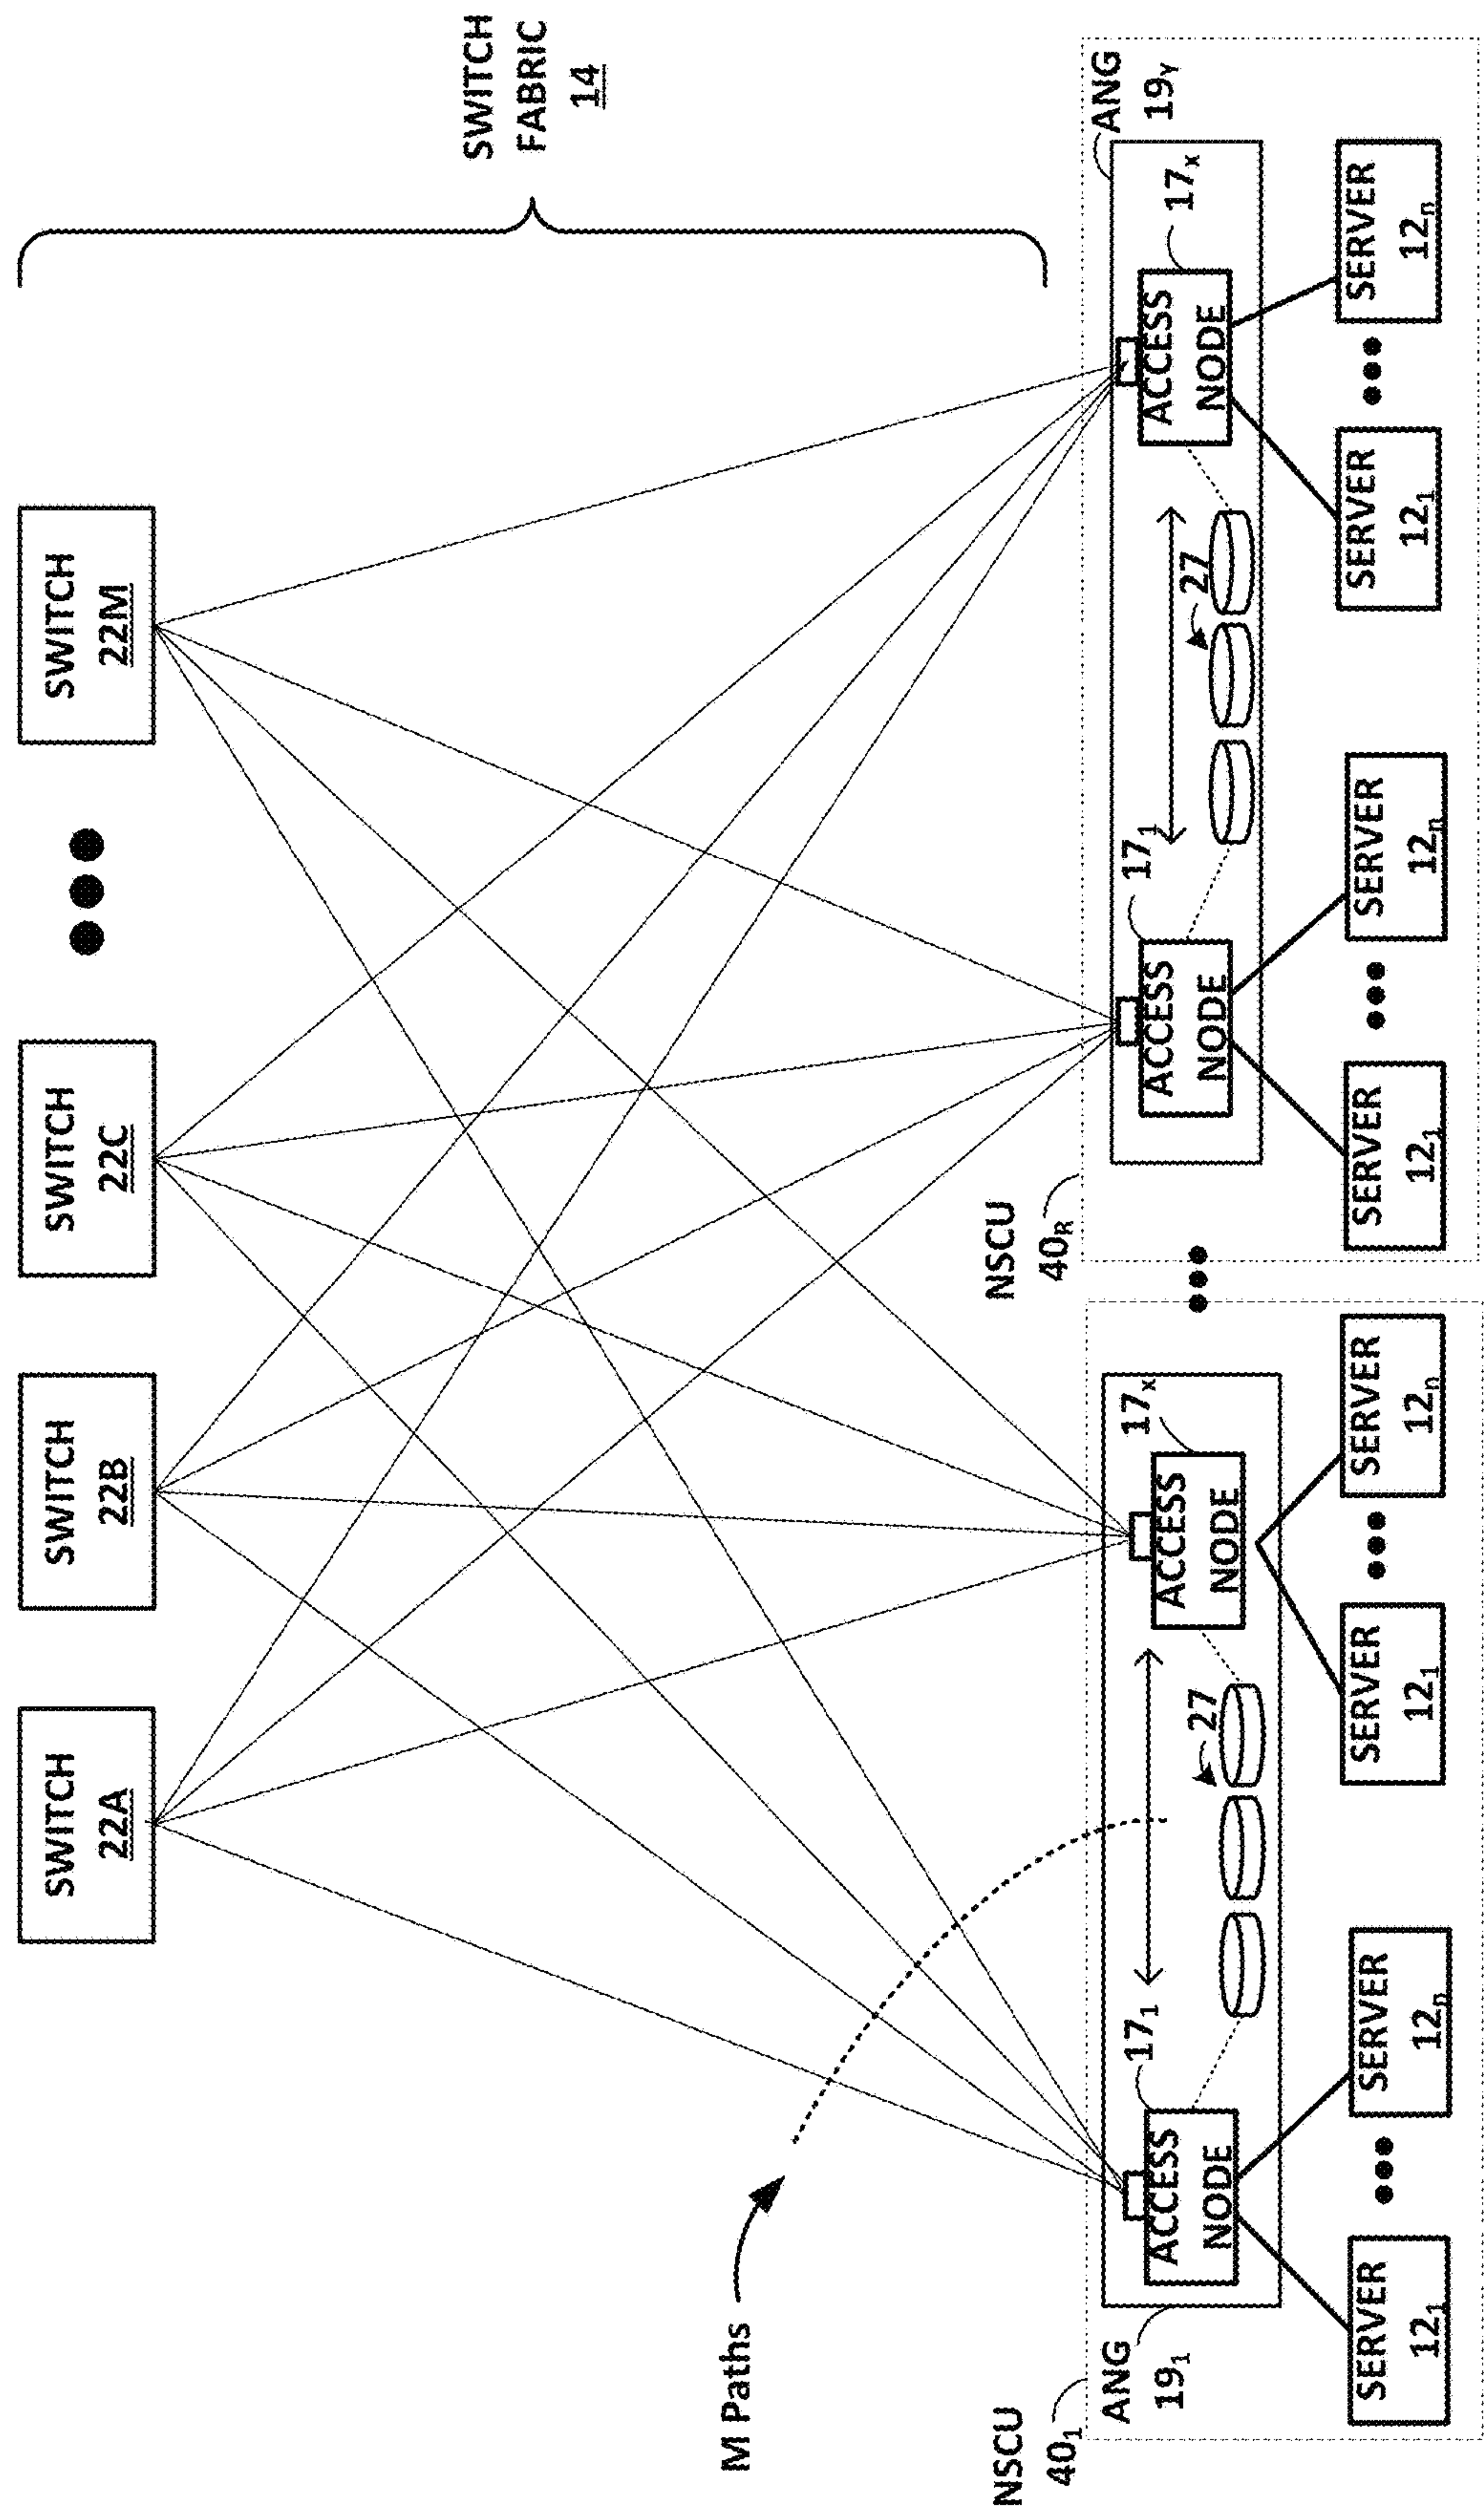 SWITCH
22A
SWITCH
22B
SWITCH
22C
SWITCH
22M
SWITCH
FABRIC
14
M Paths
NSCU
40₁
ANG
19₁
17₁
ACCESS
NODE
27
17ₓ
ACCESS
NODE
SERVER
12₁
SERVER
12ₙ
SERVER
12₁
SERVER
12ₙ
NSCU
40R
ANG
19Y
17₁
ACCESS
NODE
27
17ₓ
ACCESS
NODE
SERVER
12₁
SERVER
12ₙ
SERVER
12₁
SERVER
12ₙ